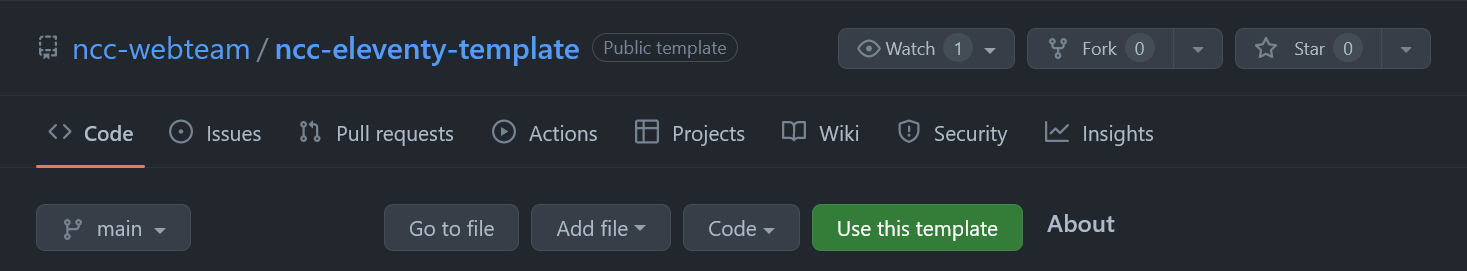 ncc-webteam / ncc-eleventy-template Public template Watch 1 Fork 0 Star 0
Code Issues Pull requests Actions Projects Wiki Security Insights
main Go to file Add file Code Use this template About